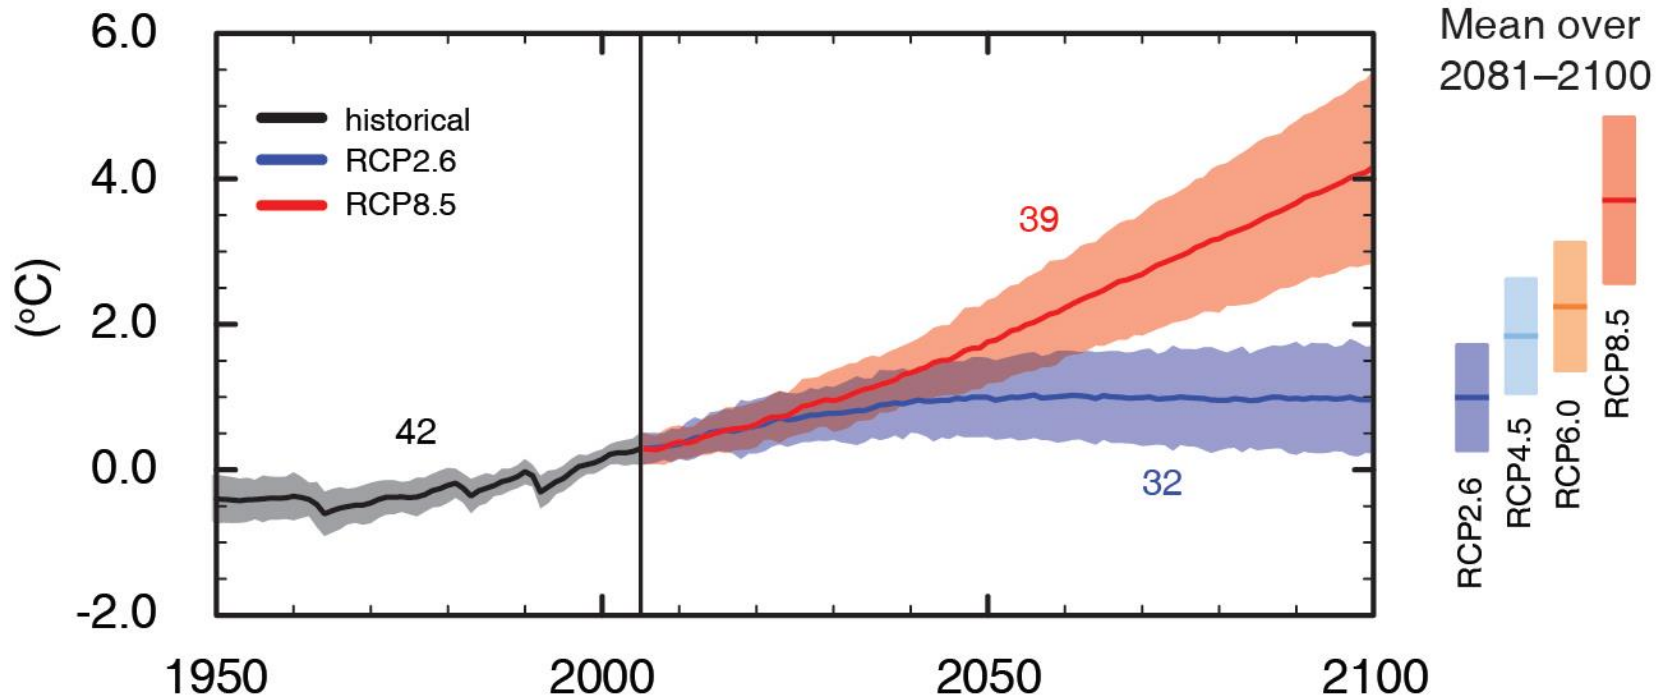 6.0
4.0
2.0
0.0
-2.0
(°C)
historical
RCP2.6
RCP8.5
42
39
32
1950
2000
2050
2100
Mean over
2081–2100
RCP2.6
RCP4.5
RCP6.0
RCP8.5